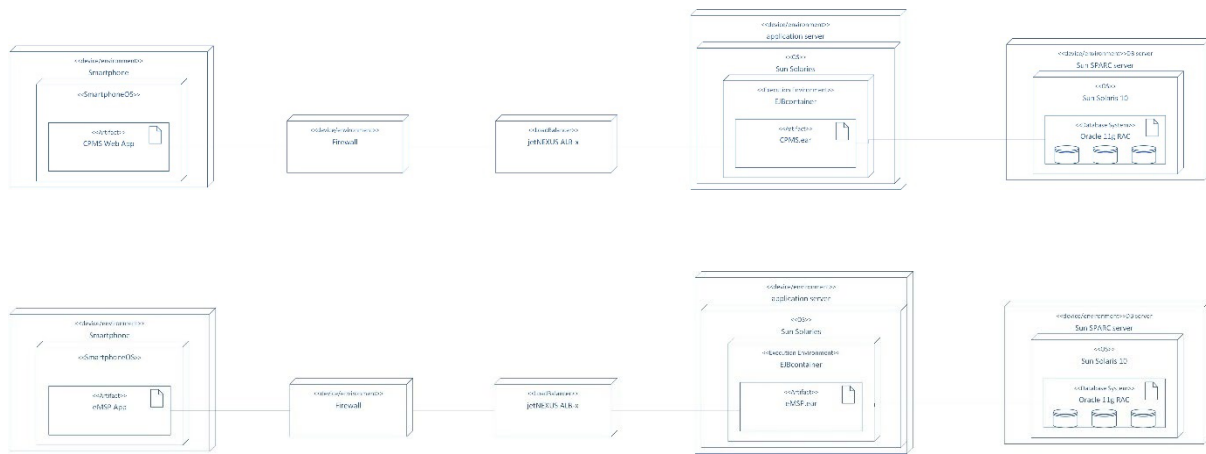 <<device/environment>>
Smartphone
<<SmartphoneOS>>
<<Artifact>>
CPMS Web App
<<device/environment>>
Firewall
<<LoadBalancer>>
jetNEXUS ALB-x
<<device/environment>>
application server
<<OS>>
Sun Solaries
<<Execution Environment>>
EJBcontainer
<<Artifact>>
CPMS.ear
<<device/environment>>DB server
Sun SPARC server
<<OS>>
Sun Solaris 10
<<Database System>>
Oracle 11g RAC
<<device/environment>>
Smartphone
<<SmartphoneOS>>
<<Artifact>>
eMSP App
<<device/environment>>
Firewall
<<LoadBalancer>>
jetNEXUS ALB-x
<<device/environment>>
application server
<<OS>>
Sun Solaries
<<Execution Environment>>
EJBcontainer
<<Artifact>>
eMSP.ear
<<device/environment>>DB server
Sun SPARC server
<<OS>>
Sun Solaris 10
<<Database System>>
Oracle 11g RAC